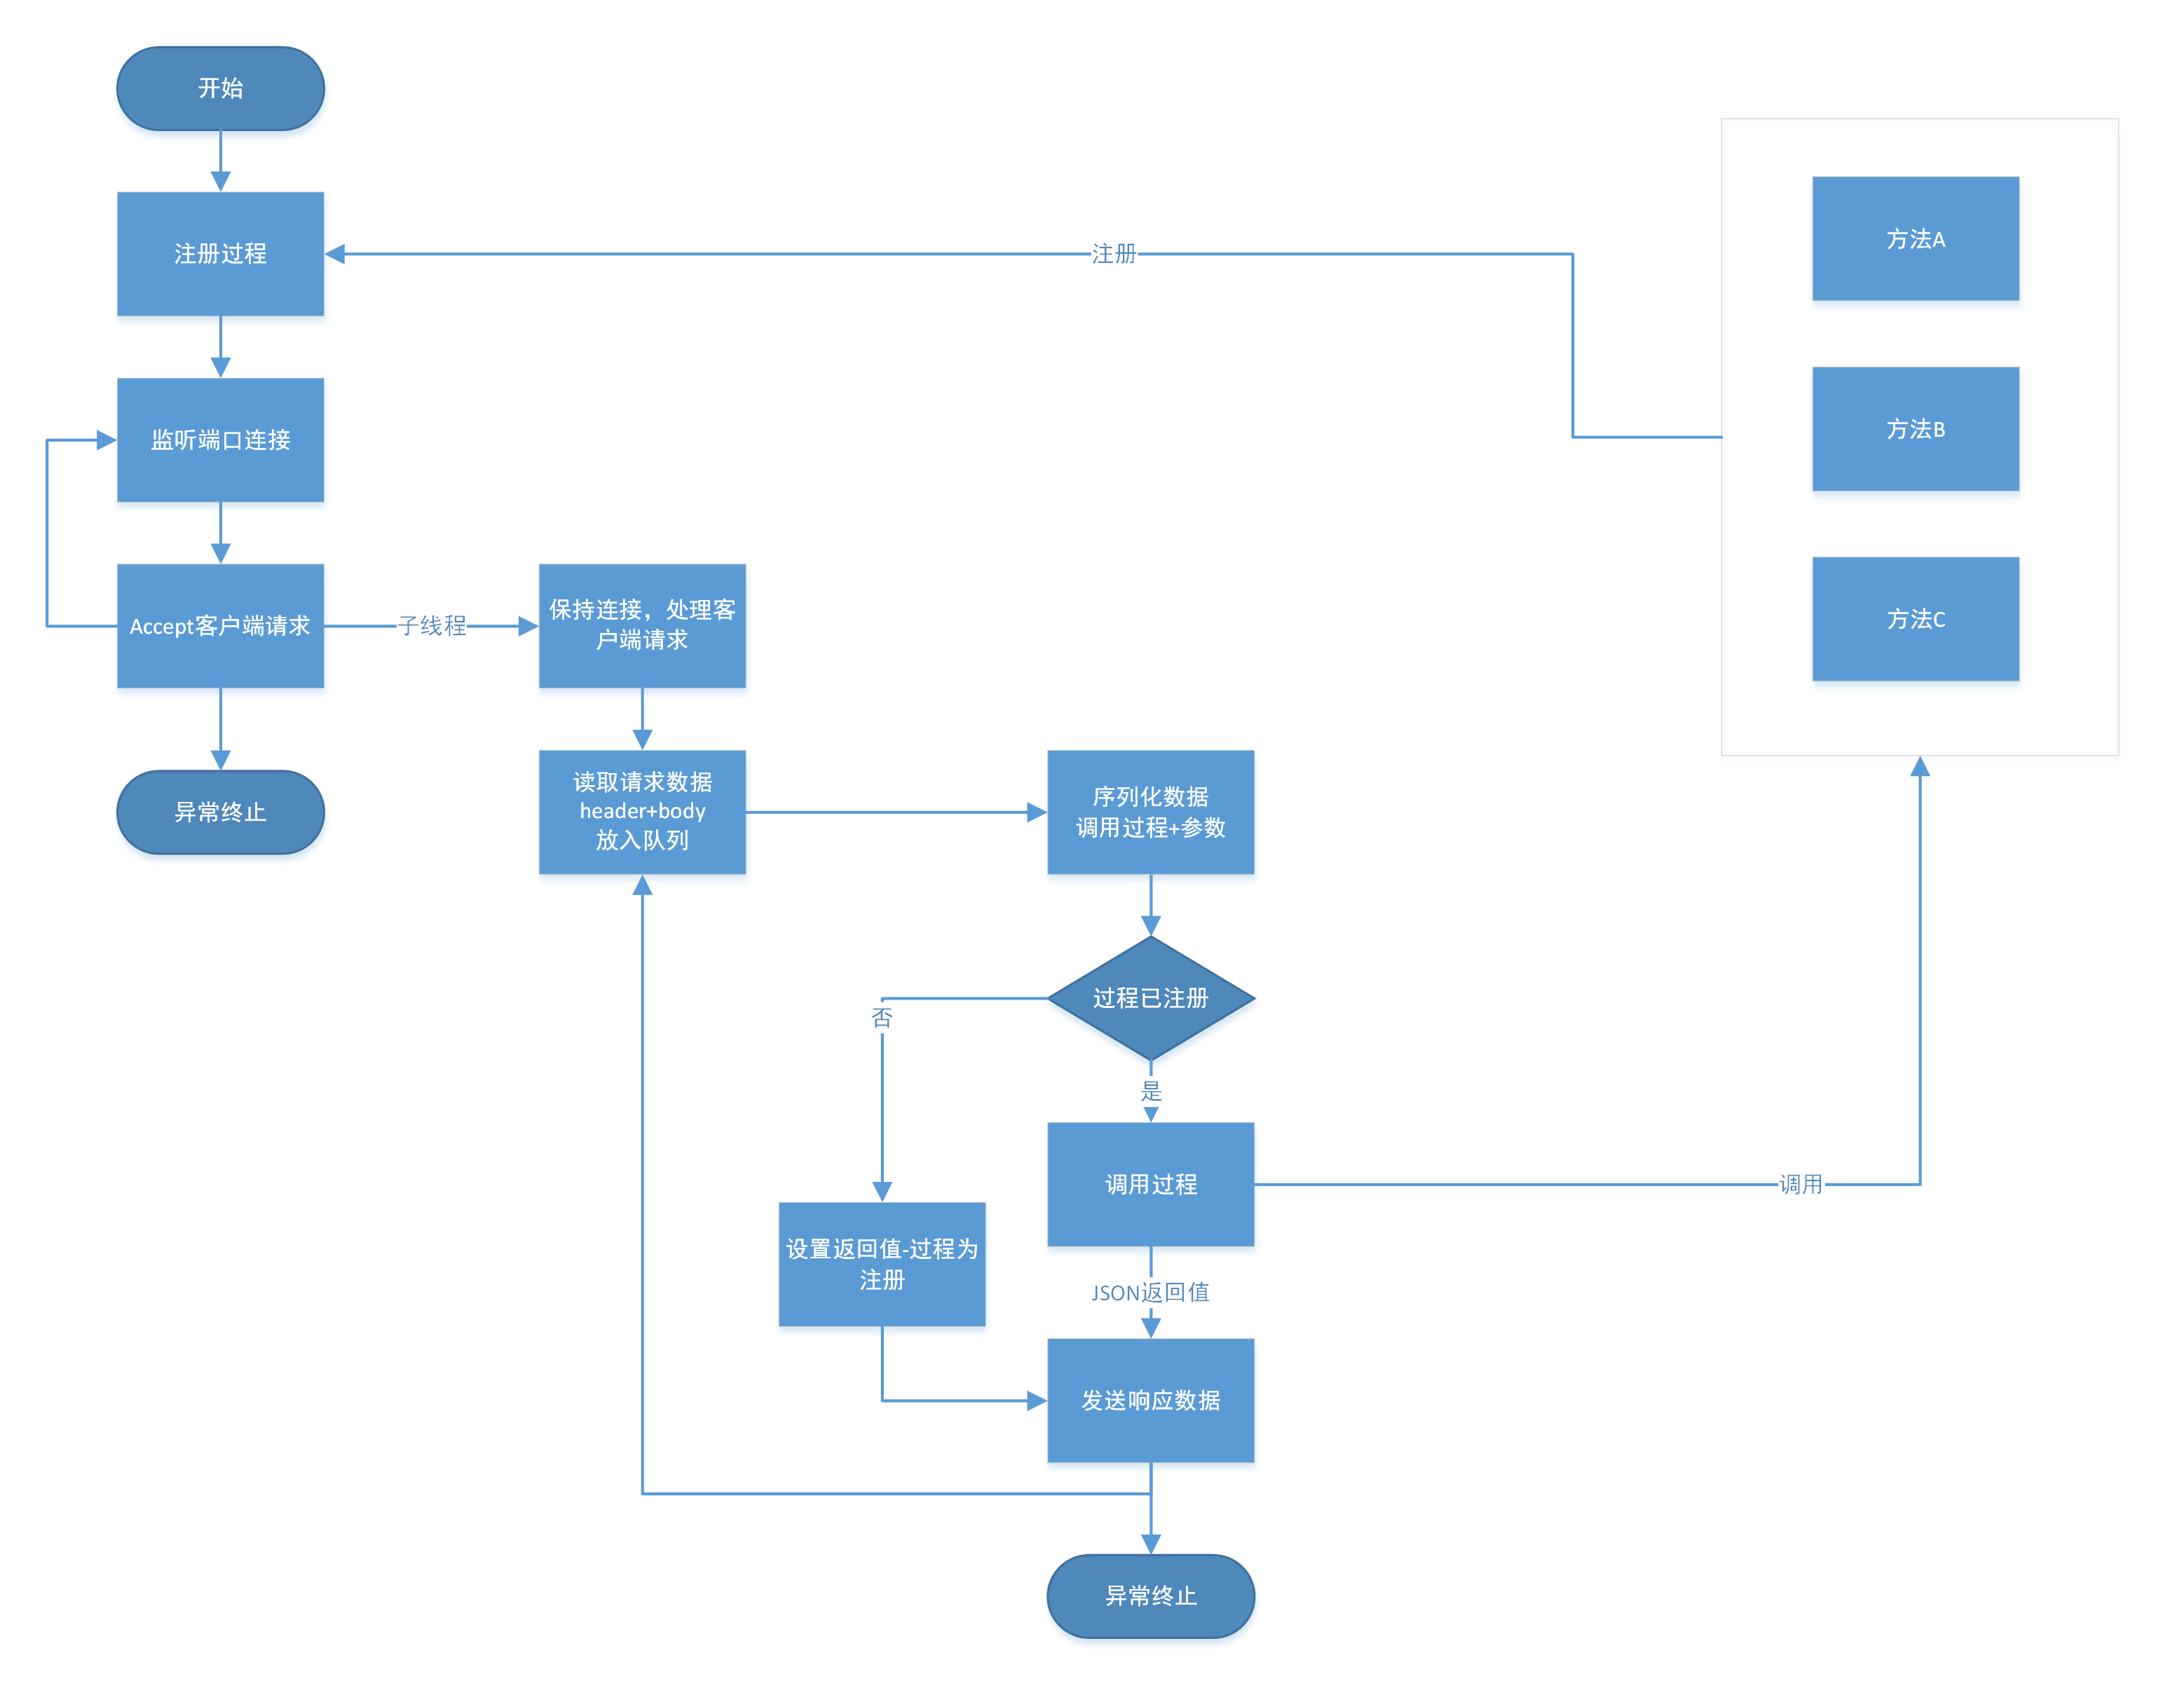 开始
注册过程
注册
方法A
方法B
方法C
监听端口连接
Accept客户端请求
子线程
保持连接，处理客
户端请求
异常终止
读取请求数据
header+body
放入队列
序列化数据
调用过程+参数
过程已注册
否
是
调用过程
调用
设置返回值-过程为
注册
JSON返回值
发送响应数据
异常终止